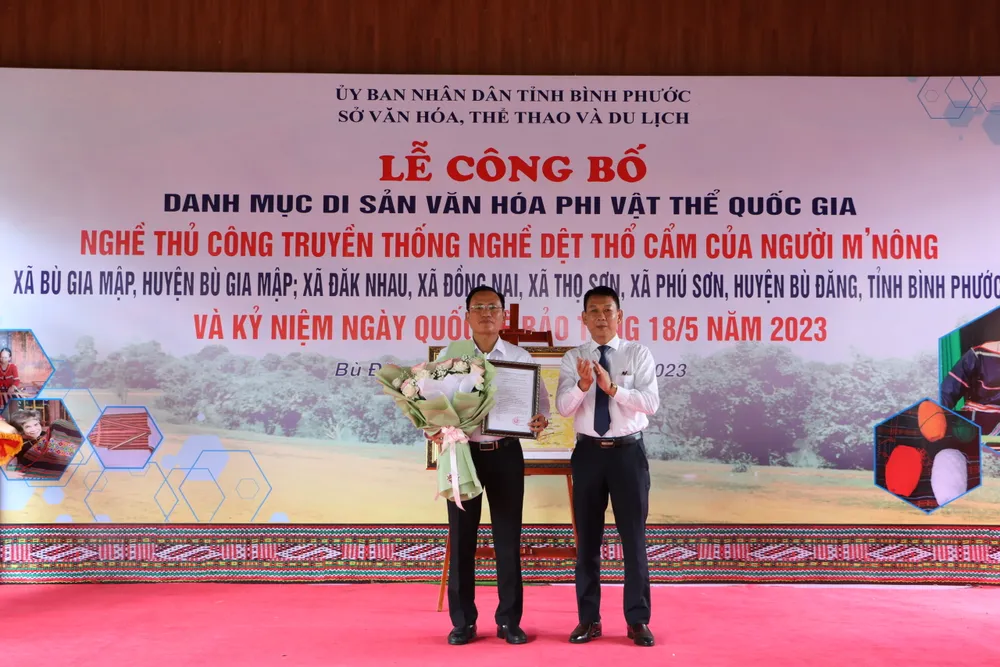 ỦY BAN NHÂN DÂN TỈNH BÌNH PHƯỚC
SỞ VĂN HÓA, THỂ THAO VÀ DU LỊCH
LỄ CÔNG BỐ
DANH MỤC DI SẢN VĂN HÓA PHI VẬT THỂ QUỐC GIA
NGHỀ THỦ CÔNG TRUYỀN THỐNG NGHỀ DỆT THỔ CẨM CỦA NGƯỜI M'NÔNG
XÃ BÙ GIA MẬP, HUYỆN BÙ GIA MẬP; XÃ ĐĂK NHAU, XÃ ĐỒNG NAI, XÃ THỌ SƠN, XÃ PHÚ SƠN, HUYỆN BÙ ĐĂNG, TỈNH BÌNH PHƯỚC
VÀ KỶ NIỆM NGÀY QUỐC BẢO 18/5 NĂM 2023
Bù 2023